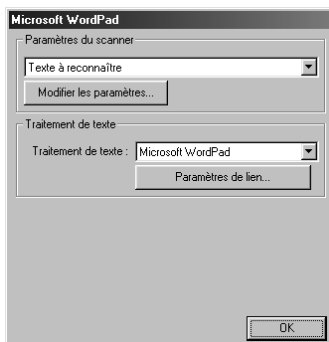 Microsoft WordPad
Paramètres du scanner
Texte à reconnaître
Modifier les paramètres...
Traitement de texte
Traitement de texte : Microsoft WordPad
Paramètres de lien...
OK